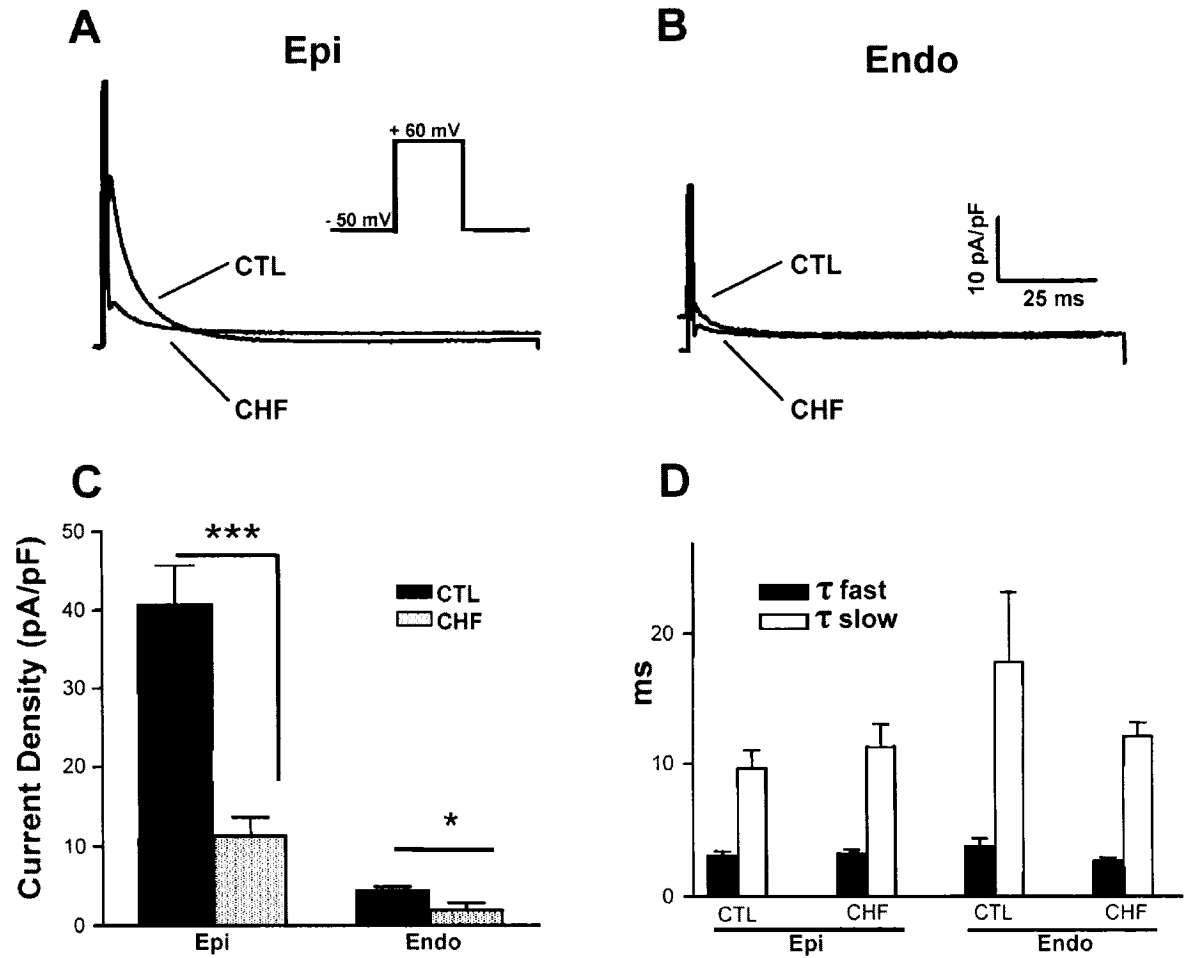 A
Epi
+ 60 mV
- 50 mV
CTL
CHF
B
Endo
CTL
CHF
10 pA/pF
25 ms
C
Current Density (pA/pF)
50
40
30
20
10
0
***
*
CTL
CHF
Epi
Endo
D
ms
20
10
0
τ fast
τ slow
CTL
CHF
CTL
CHF
Epi
Endo